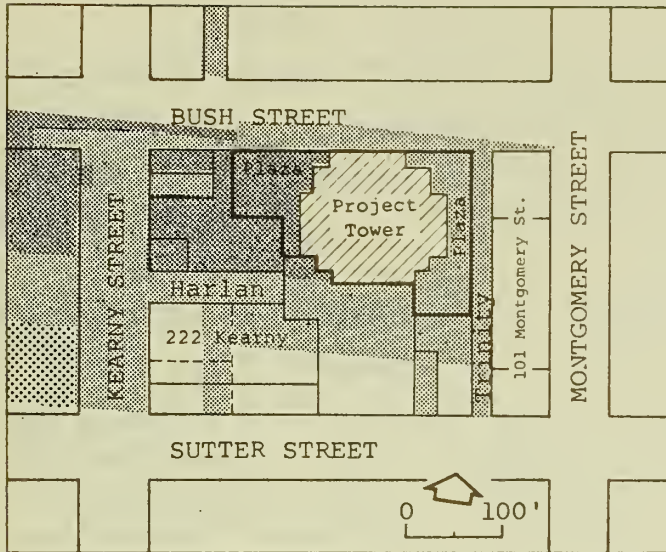 BUSH STREET
Plaza
Project
Tower
Plaza
KEARNY STREET
Harlan
222 Kearny
Trinity
101 Montgomery St.
MONTGOMERY STREET
SUTTER STREET
0 100'